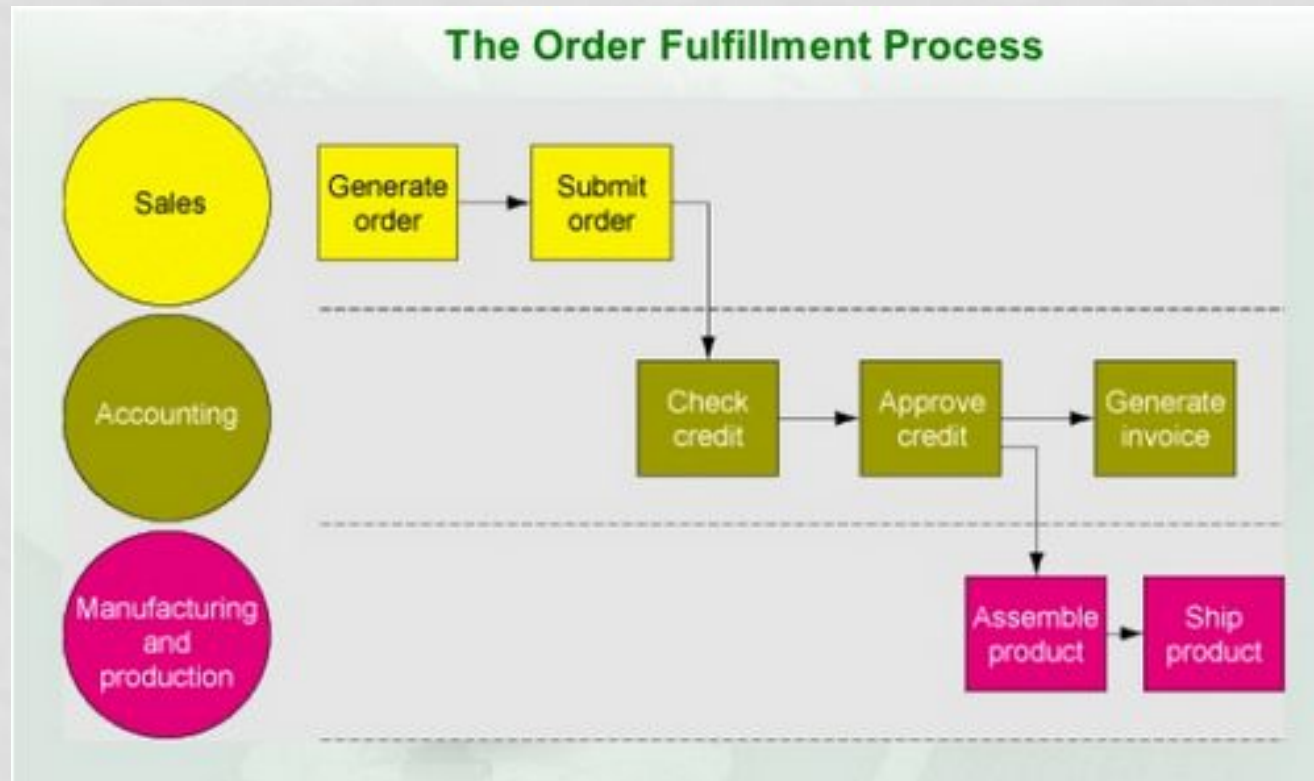 The Order Fulfillment Process
Sales
Generate
order
Submit
order
Accounting
Check
credit
Approve
credit
Generate
invoice
Manufacturing
and
production
Assemble
product
Ship
product